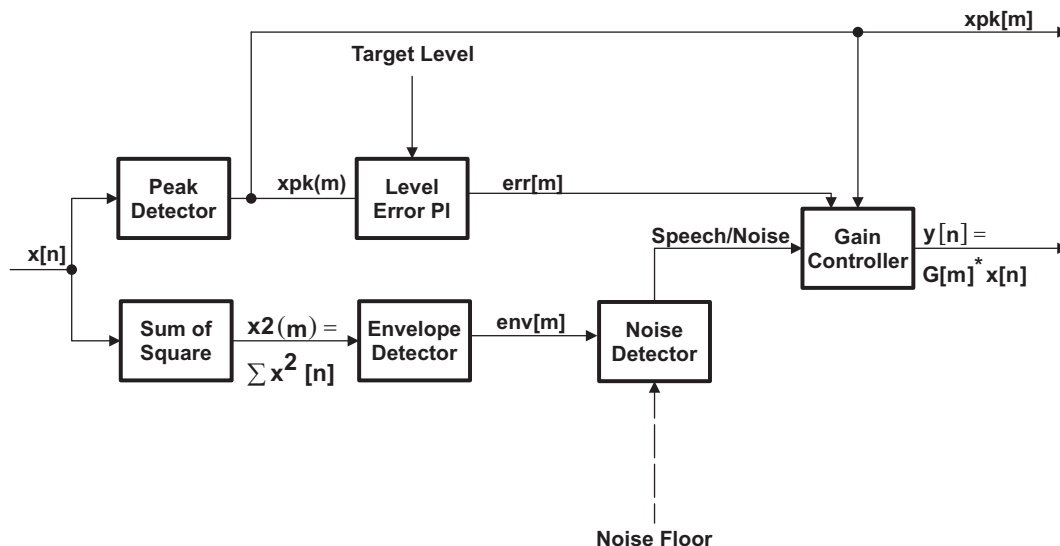 xpk[m]
Target Level
Peak
Detector
xpk(m)
Level
Error PI
err[m]
x[n]
Speech/Noise
Gain
Controller
y[n] =
G[m]* x[n]
Sum of
Square
x2(m) =
∑ x² [n]
Envelope
Detector
env[m]
Noise
Detector
Noise Floor